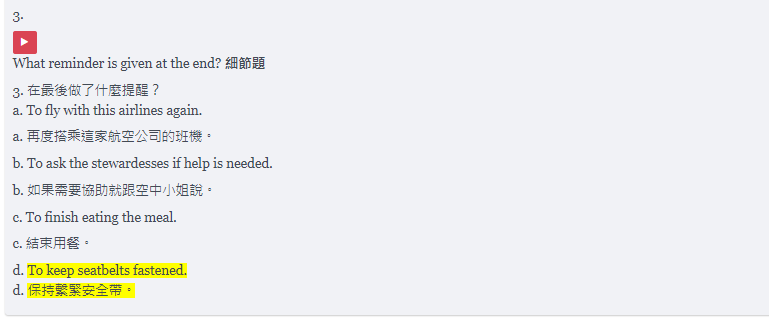 3.
What reminder is given at the end? 細節題
3. 在最後做了什麼提醒？
a. To fly with this airlines again.
a. 再度搭乘這家航空公司的班機。
b. To ask the stewardesses if help is needed.
b. 如果需要協助就跟空中小姐說。
c. To finish eating the meal.
c. 結束用餐。
d. To keep seatbelts fastened.
d. 保持繫緊安全帶。